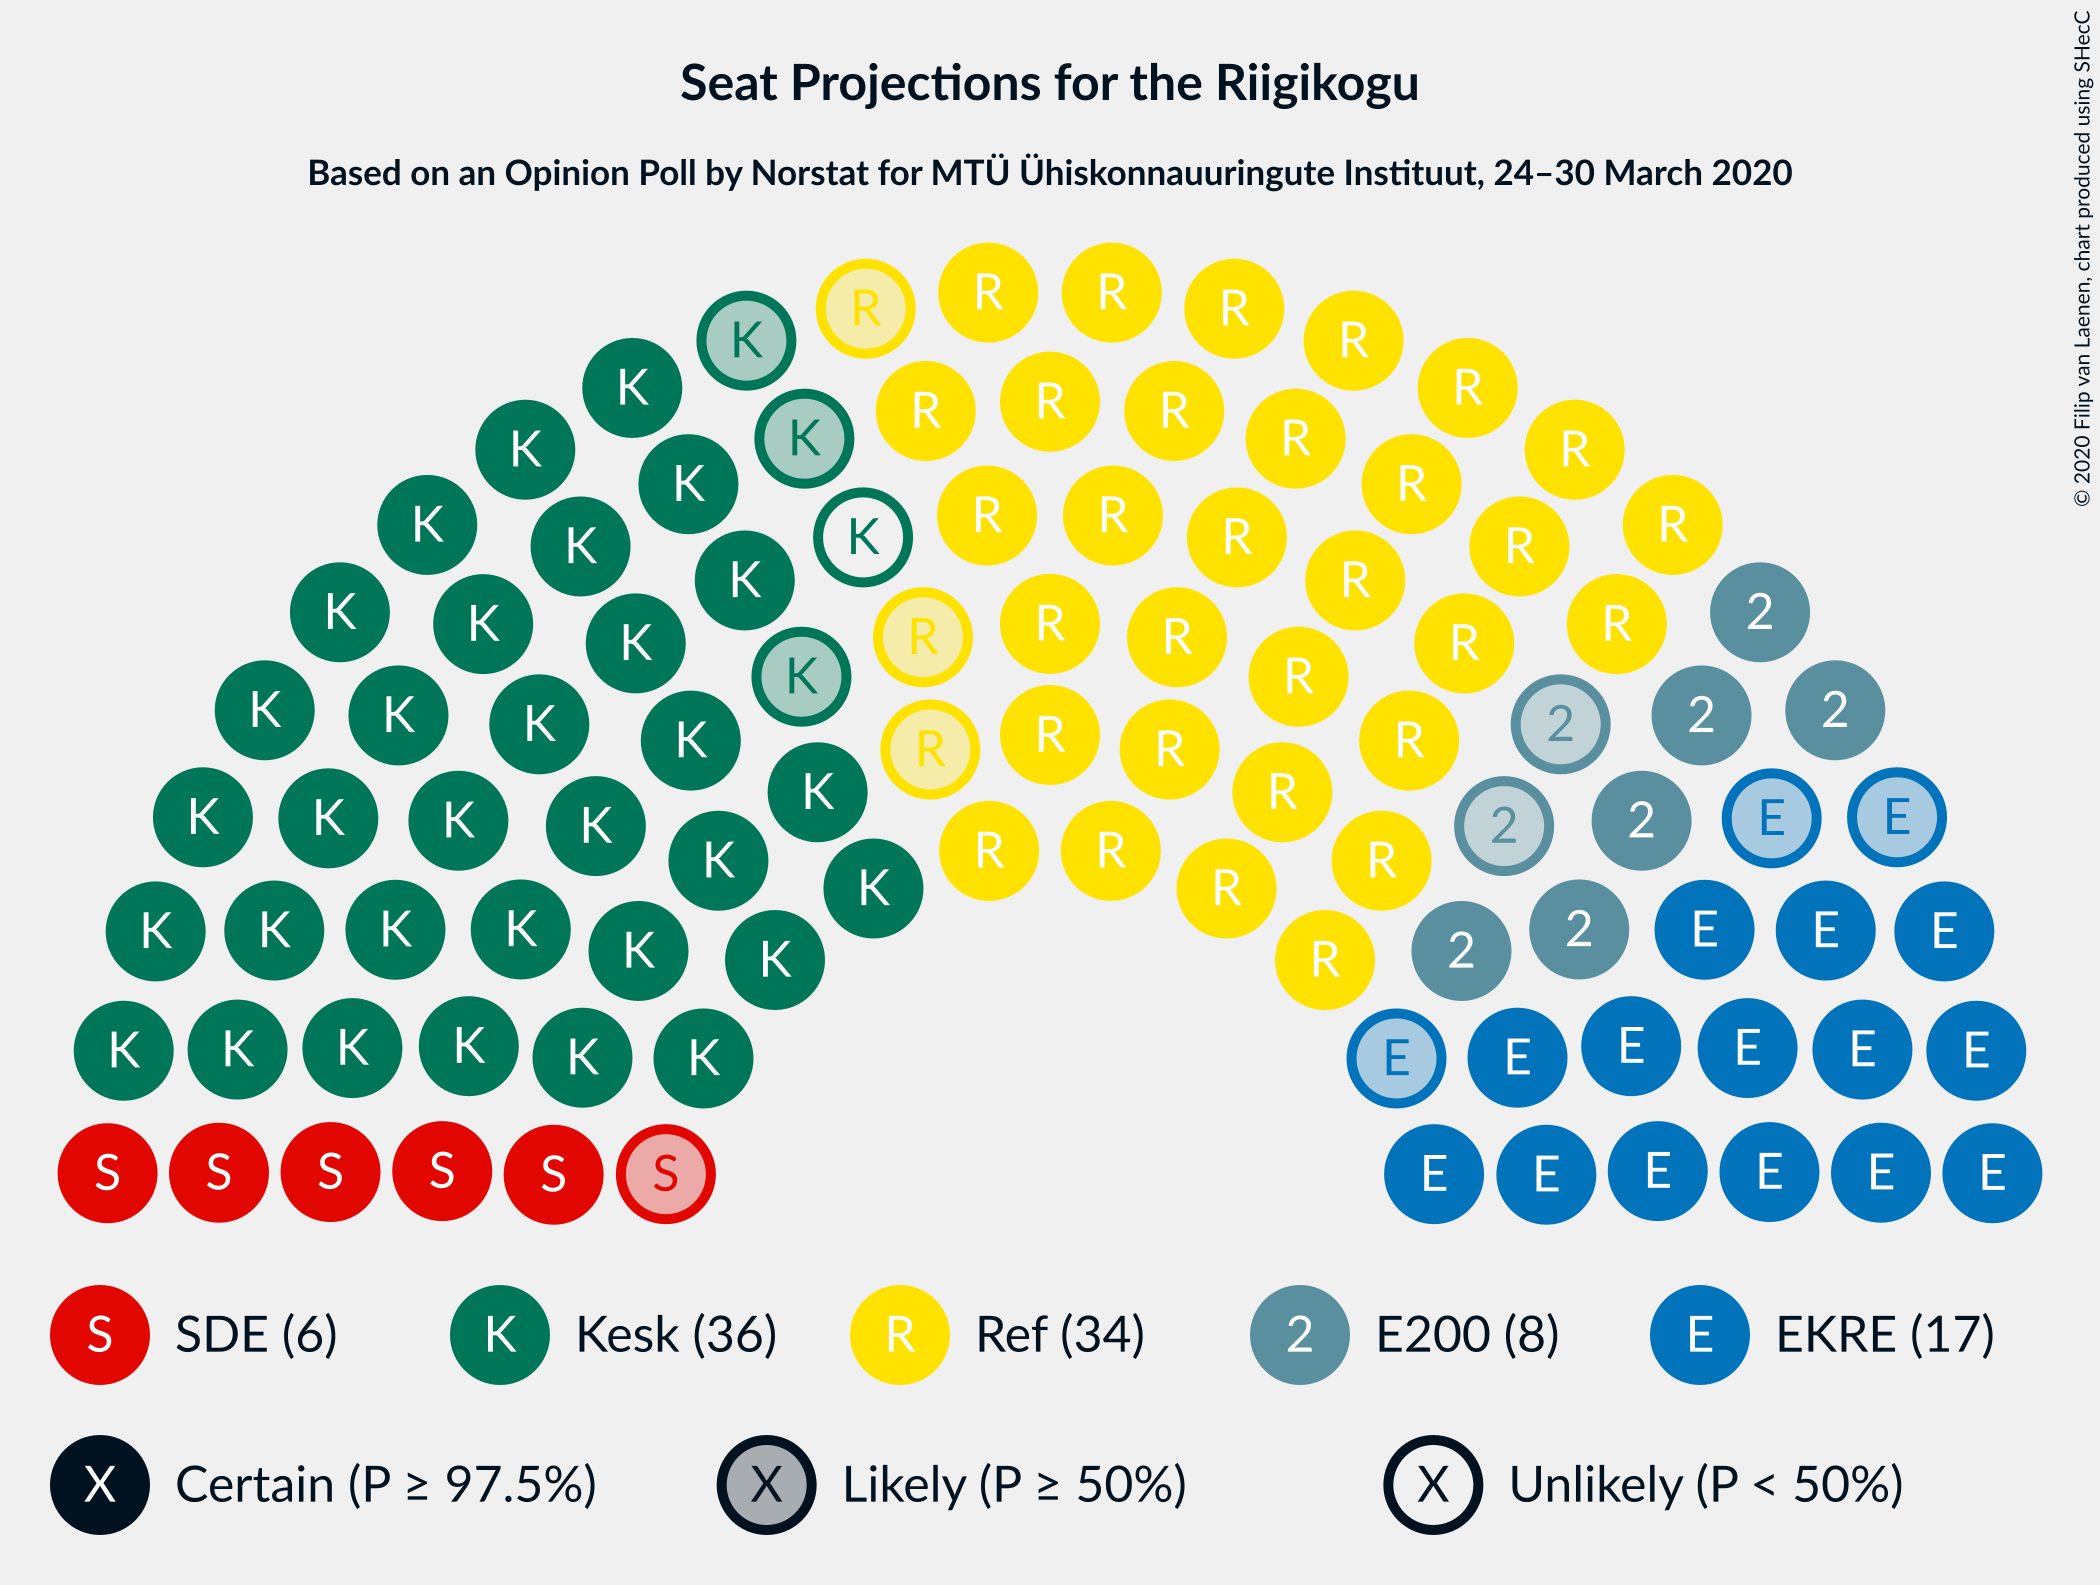 Seat Projections for the Riigikogu
Based on an Opinion Poll by Norstat for MTÜ Ühiskonnauuringute Instituut, 24–30 March 2020
© 2020 Filip van Laenen, chart produced using SHecC
R R R R
K R R
K R R R R
K R K R
K K R R R
K K R R
K R R R R
K K R R
K K R R R R
K K R R 2
K K R R
K K K K R R 2 2 2
K R R R
K K K K K R 2 2 E E
K R R R
K K R
K K K K K K R 2 2 E E E
K K K K K K E E E E E E
S S S S S S E E E E E E
S SDE (6) K Kesk (36) R Ref (34) 2 E200 (8) E EKRE (17)
X Certain (P ≥ 97.5%) X Likely (P ≥ 50%) X Unlikely (P < 50%)